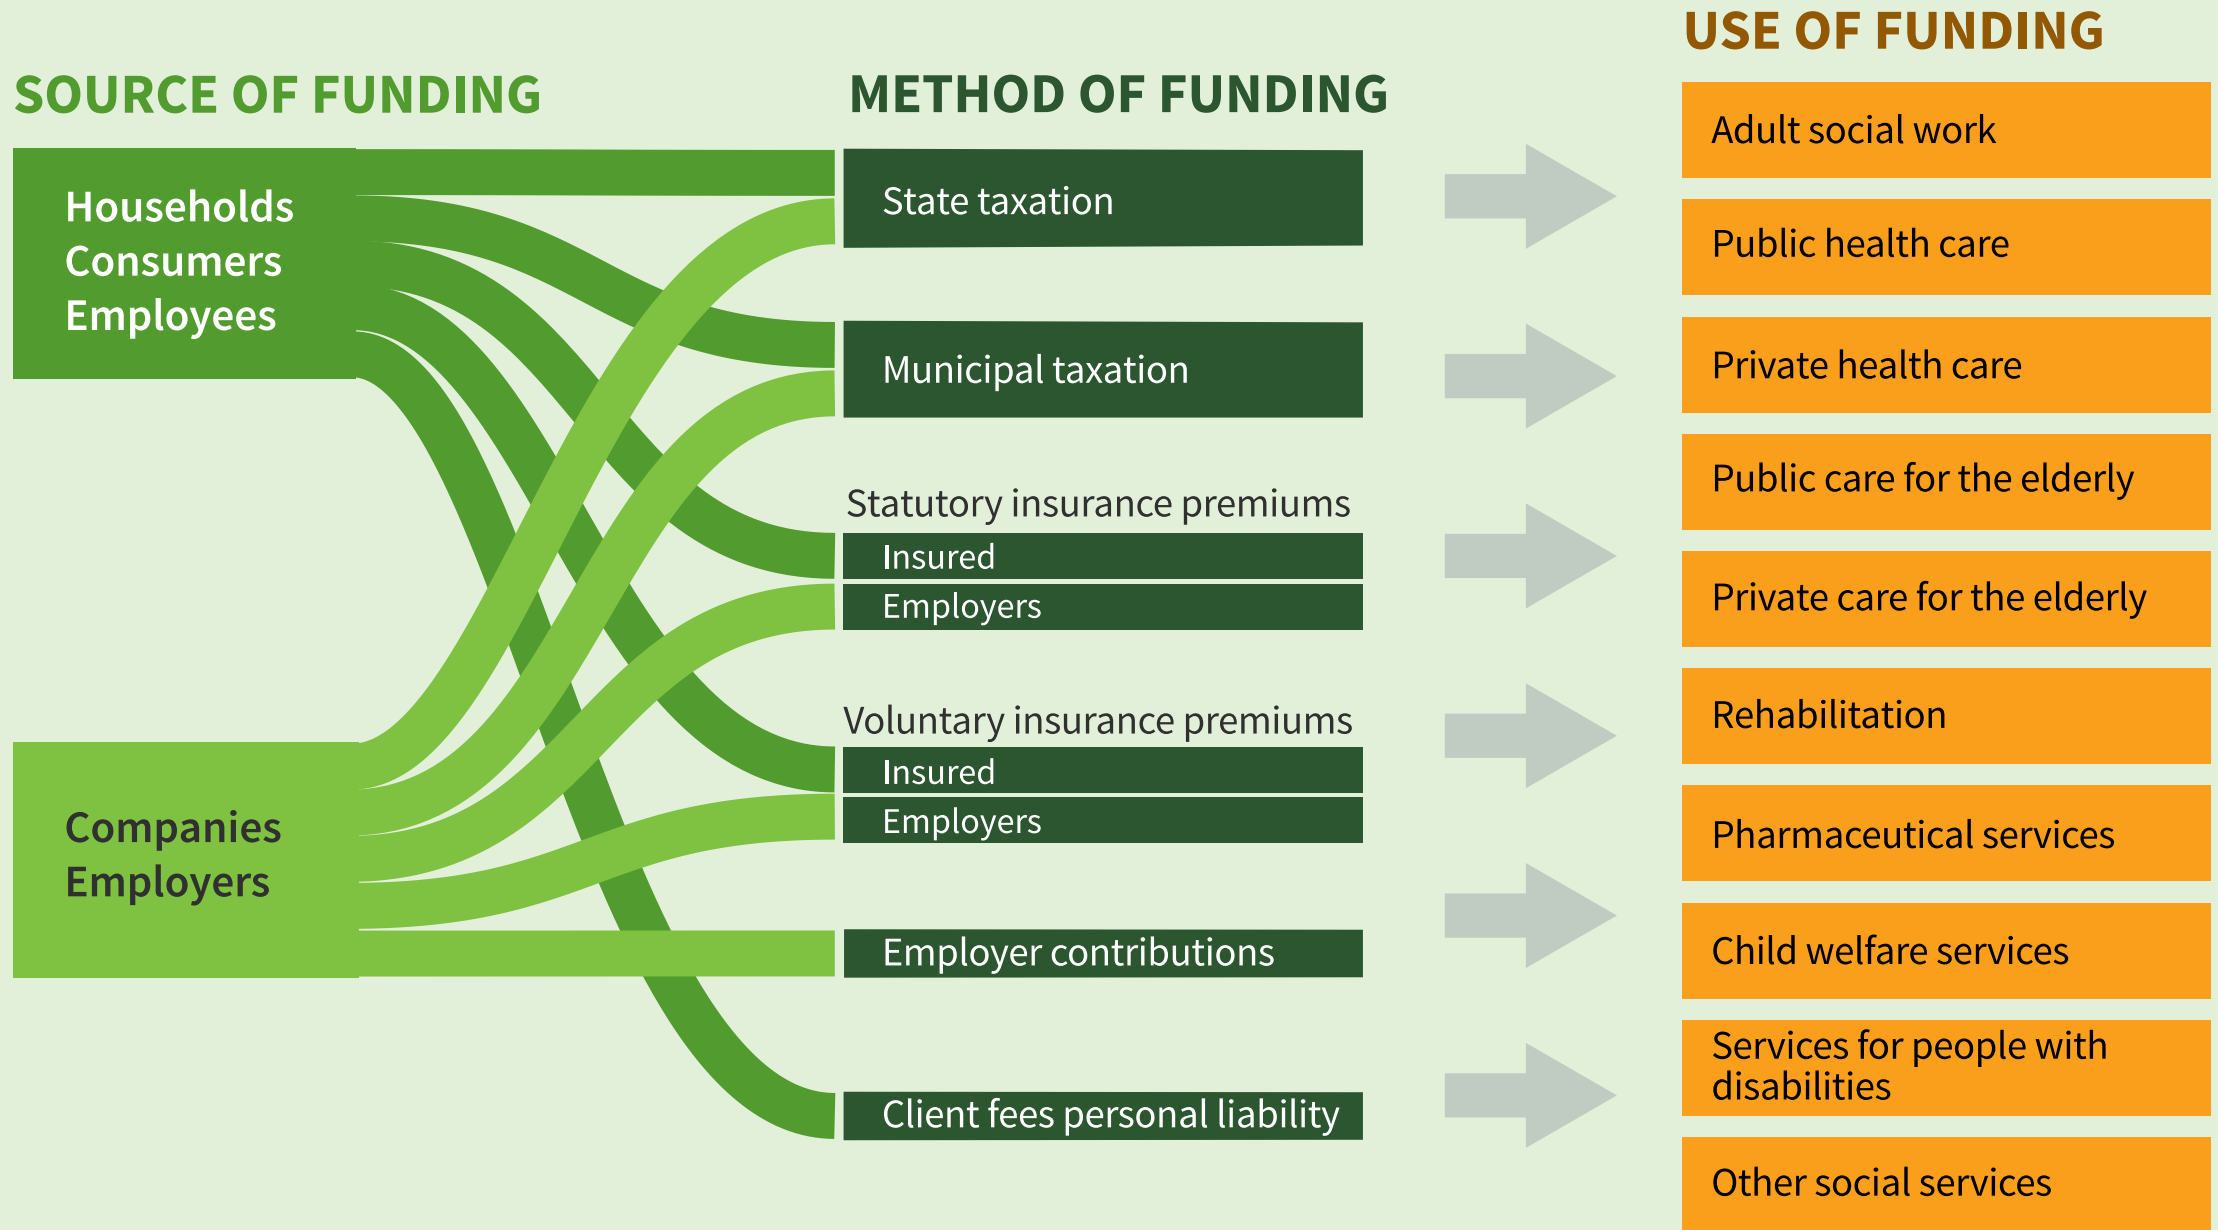 SOURCE OF FUNDING
Households
Consumers
Employees
Companies
Employers
METHOD OF FUNDING
State taxation
Municipal taxation
Statutory insurance premiums
Insured
Employers
Voluntary insurance premiums
Insured
Employers
Employer contributions
Client fees personal liability
USE OF FUNDING
Adult social work
Public health care
Private health care
Public care for the elderly
Private care for the elderly
Rehabilitation
Pharmaceutical services
Child welfare services
Services for people with
disabilities
Other social services